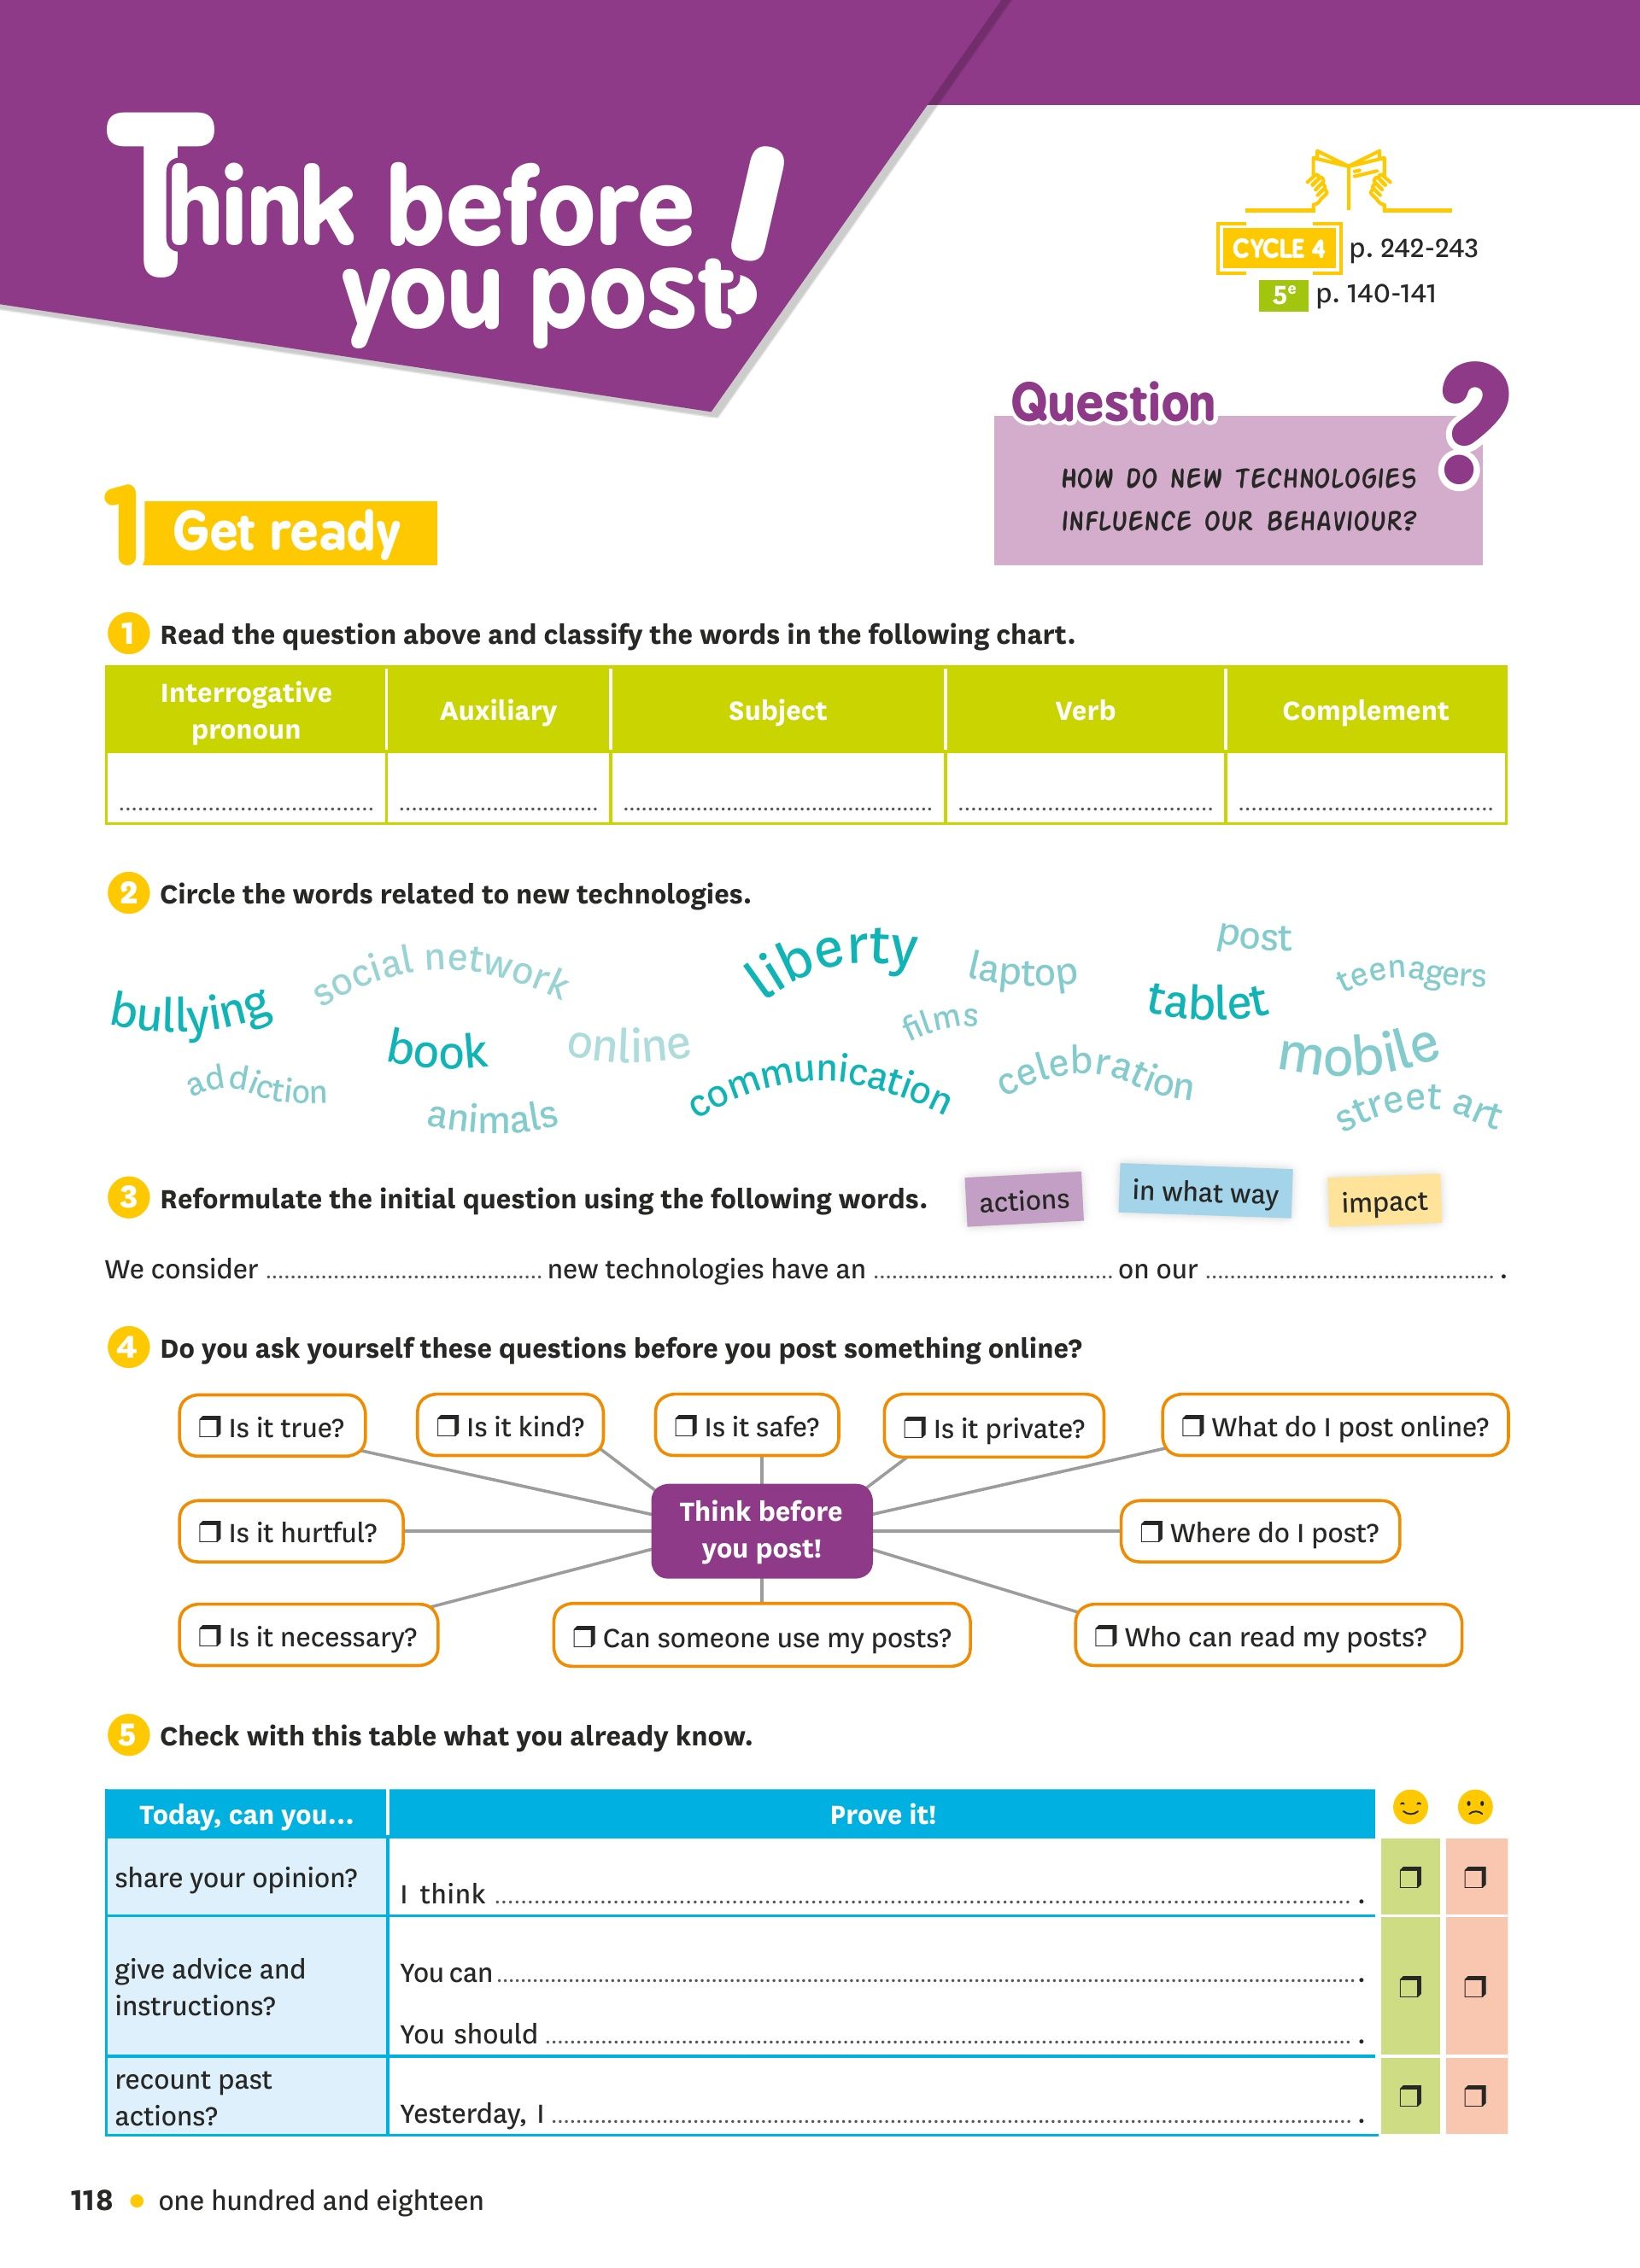 Think before
you post!
CYCLE 4 p. 242-243
5e p. 140-141
Question ?
HOW DO NEW TECHNOLOGIES
INFLUENCE OUR BEHAVIOUR?
1 Get ready
1 Read the question above and classify the words in the following chart.
Interrogative
pronoun
Auxiliary
Subject
Verb
Complement
2 Circle the words related to new technologies.
bullying
social network
liberty
laptop
post
teenagers
tablet
films
book
online
mobile
addiction
communication
celebration
animals
street art
3 Reformulate the initial question using the following words. actions in what way impact
We consider ........................................ new technologies have an ................................... on our .......................................... .
4 Do you ask yourself these questions before you post something online?
❒ Is it true?
❒ Is it kind?
❒ Is it safe?
❒ Is it private?
❒ What do I post online?
Think before
you post!
❒ Is it hurtful?
❒ Where do I post?
❒ Is it necessary?
❒ Can someone use my posts?
❒ Who can read my posts?
5 Check with this table what you already know.
Today, can you... Prove it!
share your opinion?
I think ............................................................ . ❒ ❒
give advice and
instructions?
You can ............................................................ .
You should ............................................................ . ❒ ❒
recount past
actions?
Yesterday, I ............................................................ . ❒ ❒
118 • one hundred and eighteen